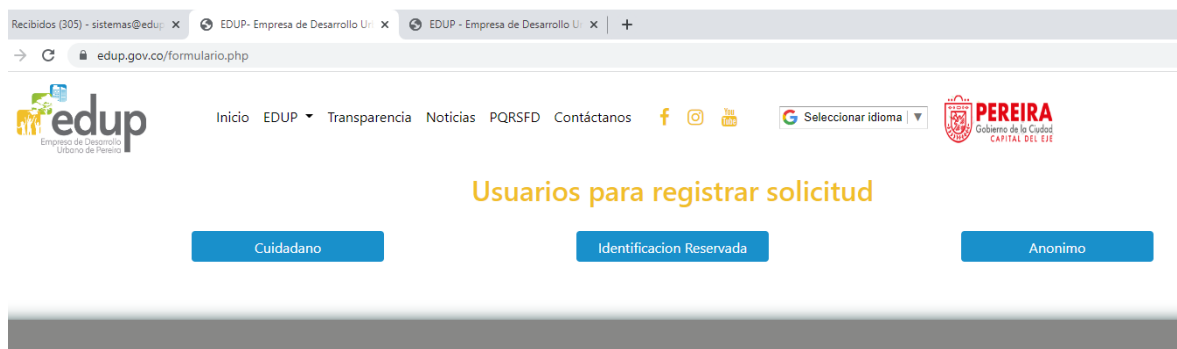 Recibidos (305) - sistemas@edup
EDUP- Empresa de Desarrollo Ur
EDUP - Empresa de Desarrollo U
edup.gov.co/formulario.php
edup
Empresa de Desarrollo
Urbano de Pereira
Inicio EDUP Transparencia Noticias PQRSFD Contáctanos
You
Tube
G Seleccionar idioma
PEREIRA
Gobierno de la Ciudad
CAPITAL DEL EJE
Usuarios para registrar solicitud
Cuidadano
Identificacion Reservada
Anonimo